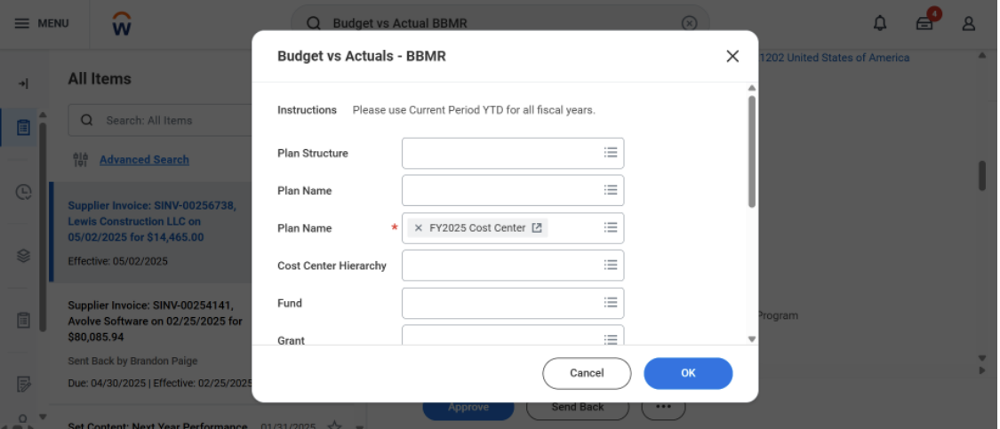 MENU
Budget vs Actual BBMR
4
All Items
Search: All Items
Advanced Search
Supplier Invoice: SINV-00256738,
Lewis Construction LLC on
05/02/2025 for $14,465.00
Effective: 05/02/2025
Supplier Invoice: SINV-00254141,
Avolve Software on 02/25/2025 for
$80,085.94
Sent Back by Brandon Paige
Due: 04/30/2025 | Effective: 02/25/2025
Set Content: Next Year Performance
01/31/2025
Budget vs Actuals - BBMR
Instructions Please use Current Period YTD for all fiscal years.
Plan Structure
Plan Name
Plan Name * FY2025 Cost Center
Cost Center Hierarchy
Fund
Grant
Cancel OK
1202 United States of America
Program
Approve Send Back